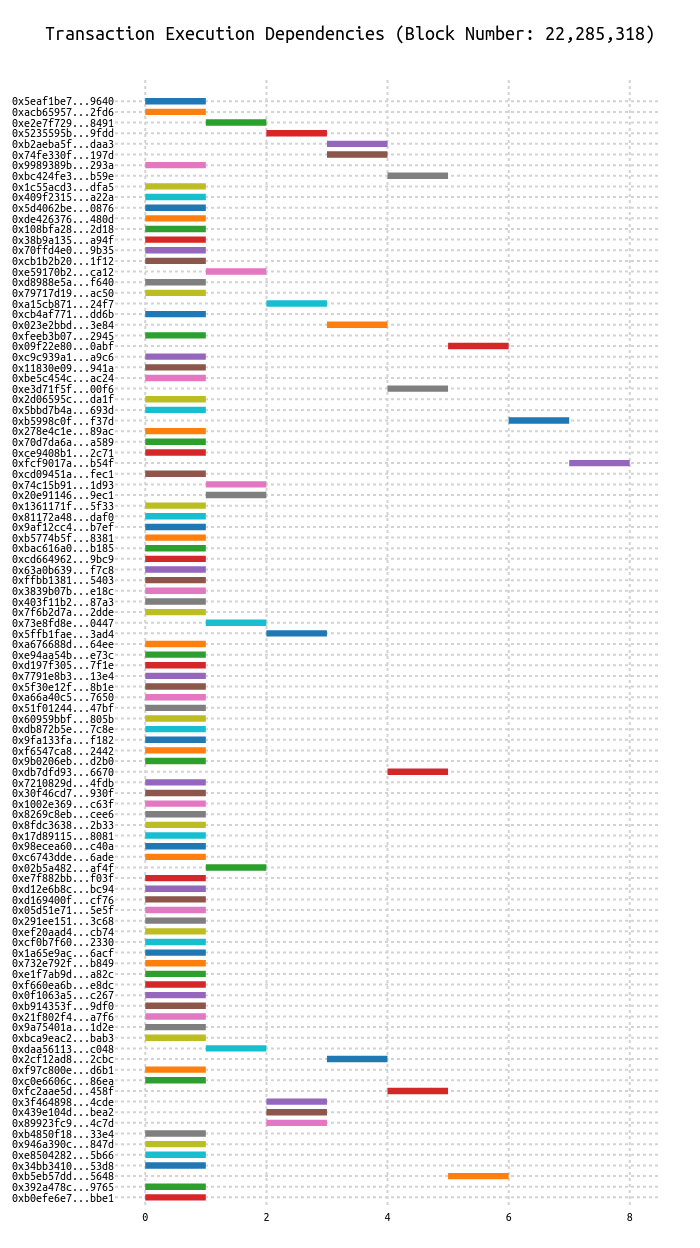 Transaction Execution Dependencies (Block Number: 22,285,318)
0x5eaf1be7...9640
0xacb65957...2fd6
0xe2e7f729...8491
0x5235595b...9fdd
0xb2aeba5f...daa3
0x74fe330f...197d
0x9989389b...293a
0xbc424fe3...b59e
0x1c55acd3...dfa5
0x409f2315...a22a
0x5d4062be...0876
0xde426376...480d
0x108bfa28...2d18
0x38b9a135...a94f
0x70ffd4e0...9b35
0xcb1b2b20...1f12
0xe59170b2...ca12
0xd8988e5a...f640
0x79717d19...ac50
0xa15cb871...24f7
0xcb4af771...dd6b
0x023e2bbd...3e84
0xfeeb3b07...2945
0x09f22e80...0abf
0xc9c939a1...a9c6
0x11830e09...941a
0xbe5c454c...ac24
0xe3d71f5f...00f6
0x2d06595c...da1f
0x5bbd7b4a...693d
0xb5998c0f...f37d
0x278e4c1e...89ac
0x70d7da6a...a589
0xce9408b1...2c71
0xfcf9017a...b54f
0xcd09451a...fec1
0x74c15b91...1d93
0x20e91146...9ec1
0x1361171f...5f33
0x81172a48...daf0
0x9af12cc4...b7ef
0xb5774b5f...8381
0xbac616a0...b185
0xcd664962...9bc9
0x63a0b639...f7c8
0xffbb1381...5403
0x3839b07b...e18c
0x403f11b2...87a3
0x7f6b2d7a...2dde
0x73e8fd8e...0447
0x5ffb1fae...3ad4
0xa676688d...64ee
0xe94aa54b...e73c
0xd197f305...7f1e
0x7791e8b3...13e4
0x5f30e12f...8b1e
0xa66a40c5...7650
0x51f01244...47bf
0x60959bbf...805b
0xdb872b5e...7c8e
0x9fa133fa...f182
0xf6547ca8...2442
0x9b0206eb...d2b0
0xdb7dfd93...6670
0x7210829d...4fdb
0x30f46cd7...930f
0x1002e369...c63f
0x8269c8eb...cee6
0x8fdc3638...2b33
0x17d89115...8081
0x98ecea60...c40a
0xc6743dde...6ade
0x02b5a482...af4f
0xe7f882bb...f03f
0xd12e6b8c...bc94
0xd169400f...cf76
0x05d51e71...5e5f
0x291ee151...3c68
0xef20aad4...cb74
0xcf0b7f60...2330
0x1a65e9ac...6acf
0x732e792f...b849
0xe1f7ab9d...a82c
0xf660ea6b...e8dc
0x0f1063a5...c267
0xb914353f...9df0
0x21f802f4...a7f6
0x9a75401a...1d2e
0xbca9eac2...bab3
0xdaa56113...c048
0x2cf12ad8...2cbc
0xf97c800e...d6b1
0xc0e6606c...86ea
0xfc2aae5d...458f
0x3f464898...4cde
0x439e104d...bea2
0x89923fc9...4c7d
0xb4850f18...33e4
0x946a390c...847d
0xe8504282...5b66
0x34bb3410...53d8
0xb5eb57dd...5648
0x392a478c...9765
0xb0efe6e7...bbe1
0 2 4 6 8